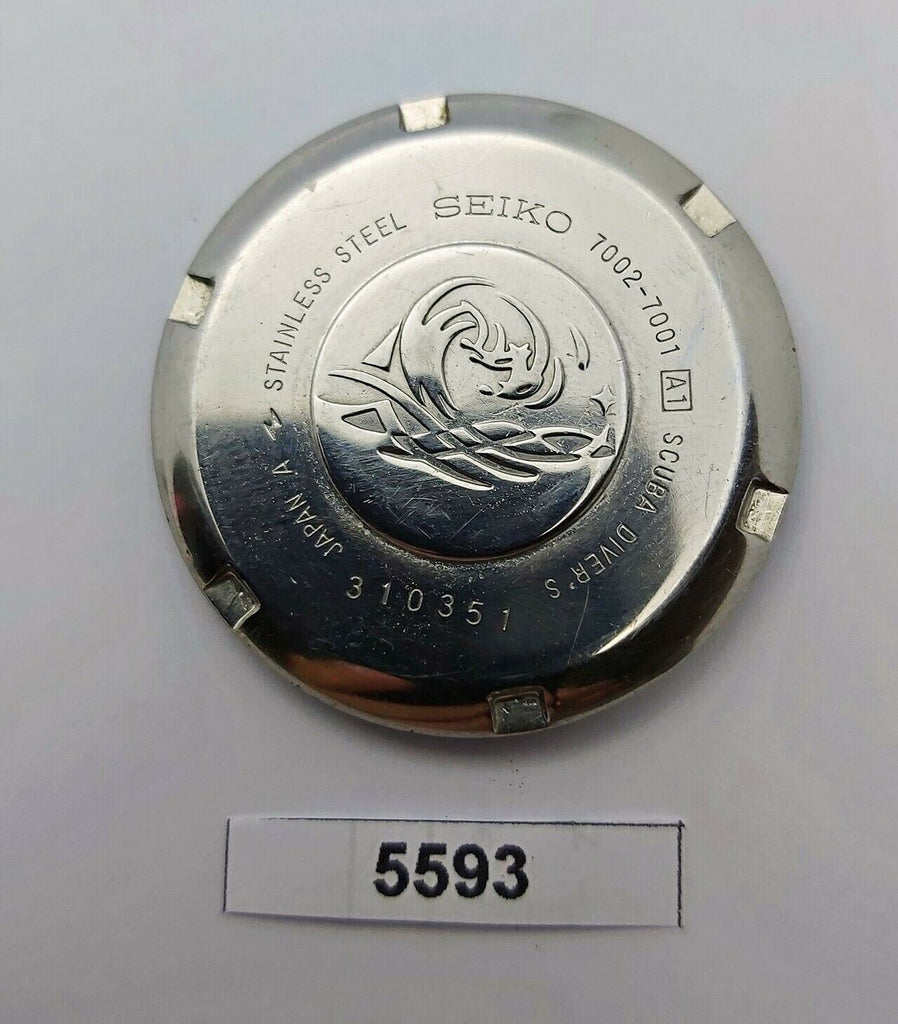 STAINLESS STEEL SEIKO 7002-7001 A1 SCUBA DIVER'S
310351
JAPAN A
5593